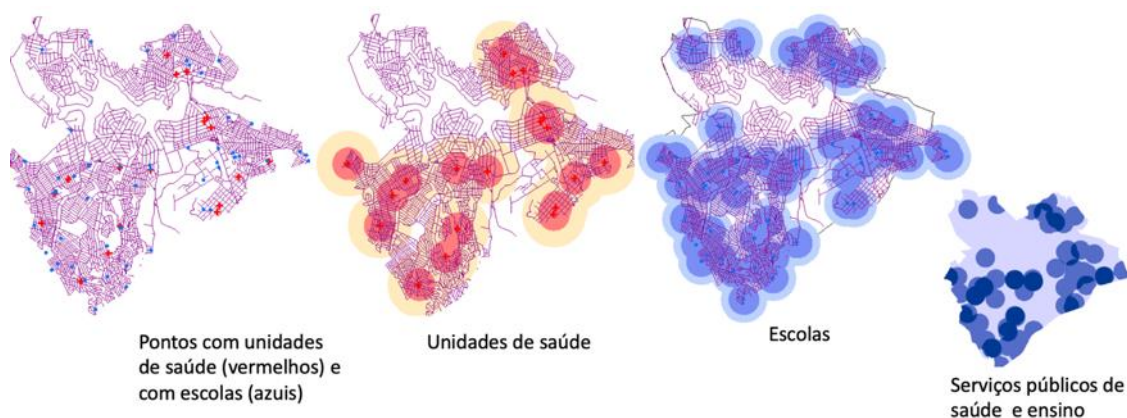 Pontos com unidades
de saúde (vermelhos) e
com escolas (azuis)
Unidades de saúde
Escolas
Serviços públicos de
saúde e ensino